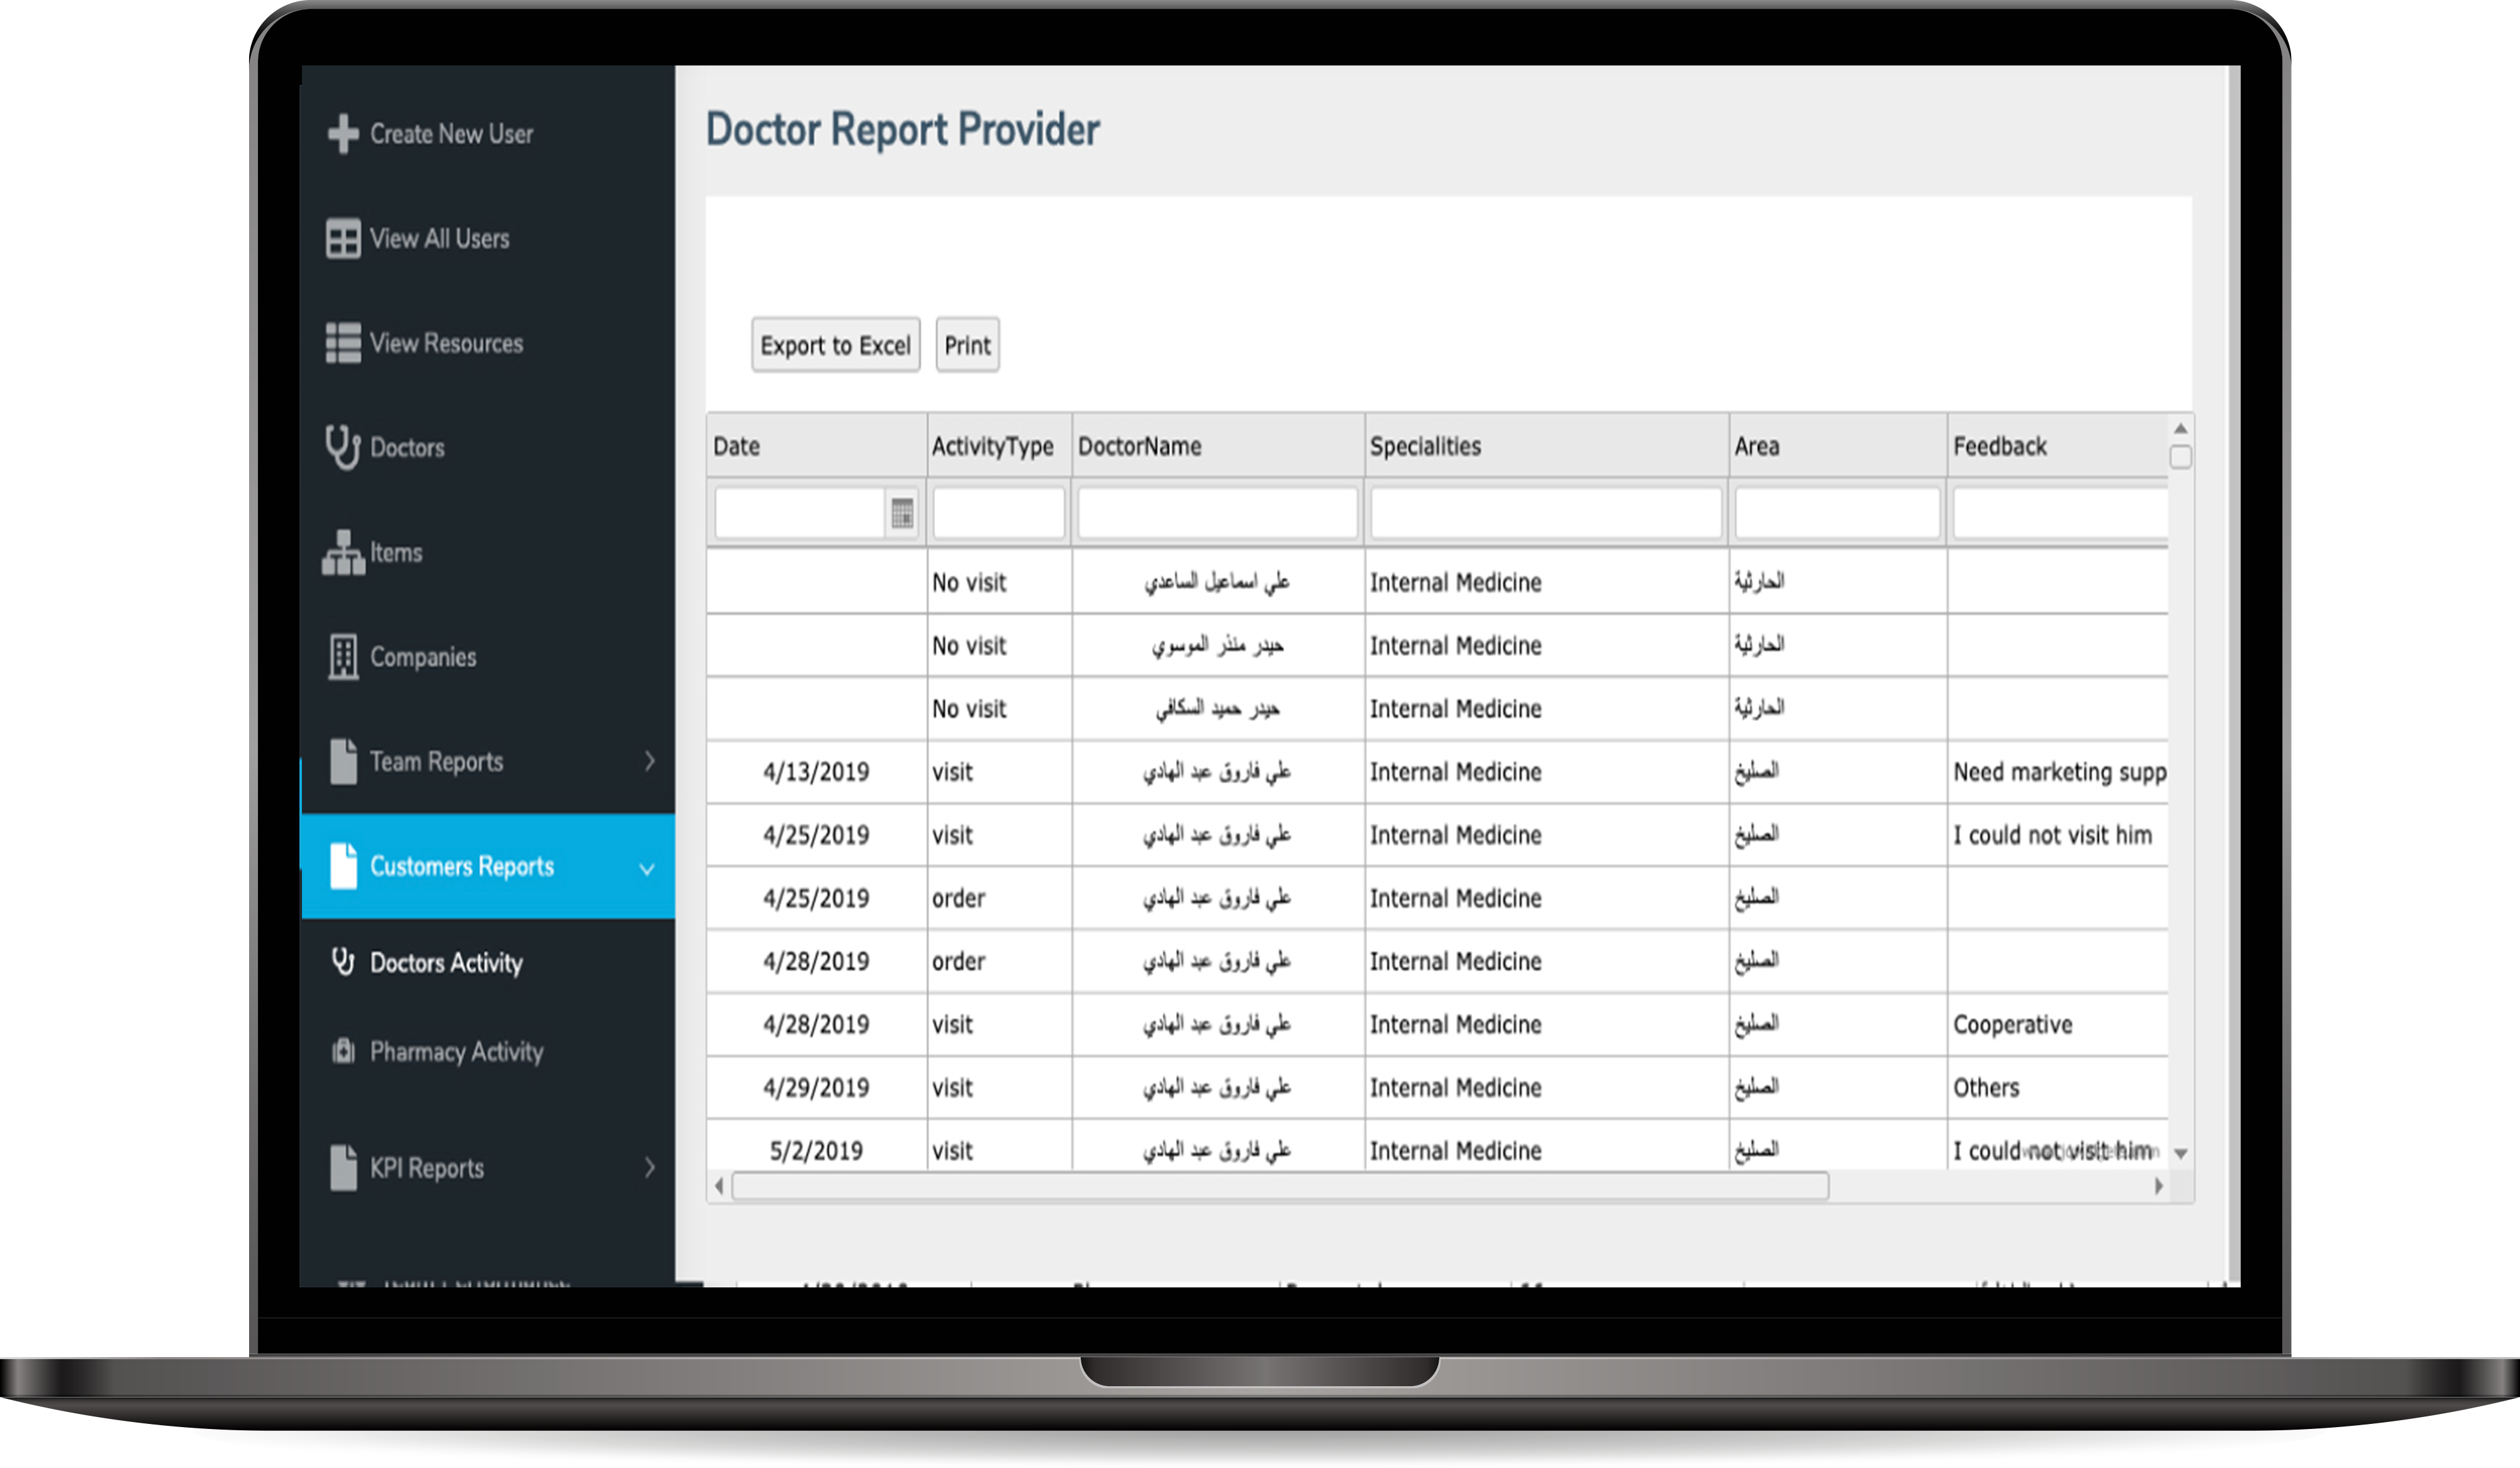 Create New User
View All Users
View Resources
Doctors
Items
Companies
Team Reports
Customers Reports
Doctors Activity
Pharmacy Activity
KPI Reports
Doctor Report Provider
Export to Excel Print
Date ActivityType DoctorName Specialities Area Feedback
No visit علي اسماعيل الساعدي Internal Medicine الحارثية
No visit حيدر منذر الموسوي Internal Medicine الحارثية
No visit حيدر حميد السكافي Internal Medicine الحارثية
4/13/2019 visit علي فاروق عبد الهادي Internal Medicine الصليخ Need marketing supp
4/25/2019 visit علي فاروق عبد الهادي Internal Medicine الصليخ I could not visit him
4/25/2019 order علي فاروق عبد الهادي Internal Medicine الصليخ
4/28/2019 order علي فاروق عبد الهادي Internal Medicine الصليخ
4/28/2019 visit علي فاروق عبد الهادي Internal Medicine الصليخ Cooperative
4/29/2019 visit علي فاروق عبد الهادي Internal Medicine الصليخ Others
5/2/2019 visit علي فاروق عبد الهادي Internal Medicine الصليخ I could not visit him